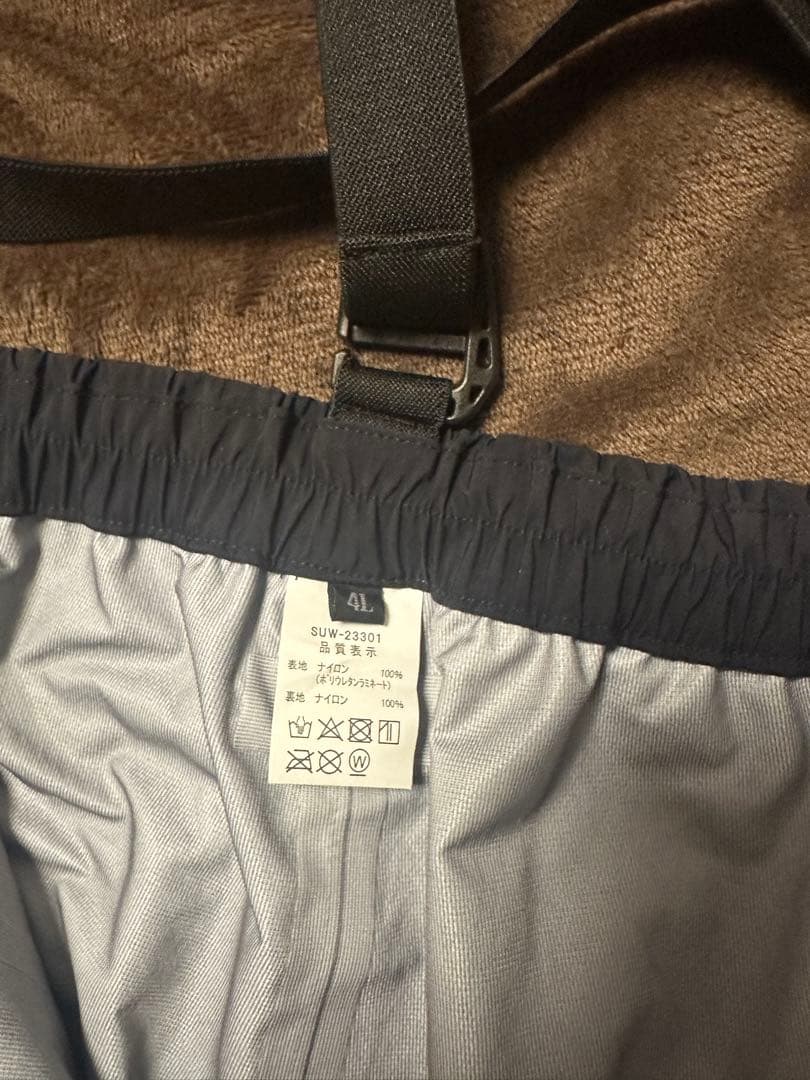 4
SUW-23301
品質表示
表地 ナイロン 100%
(ポリウレタンラミネート)
裏地 ナイロン 100%
W